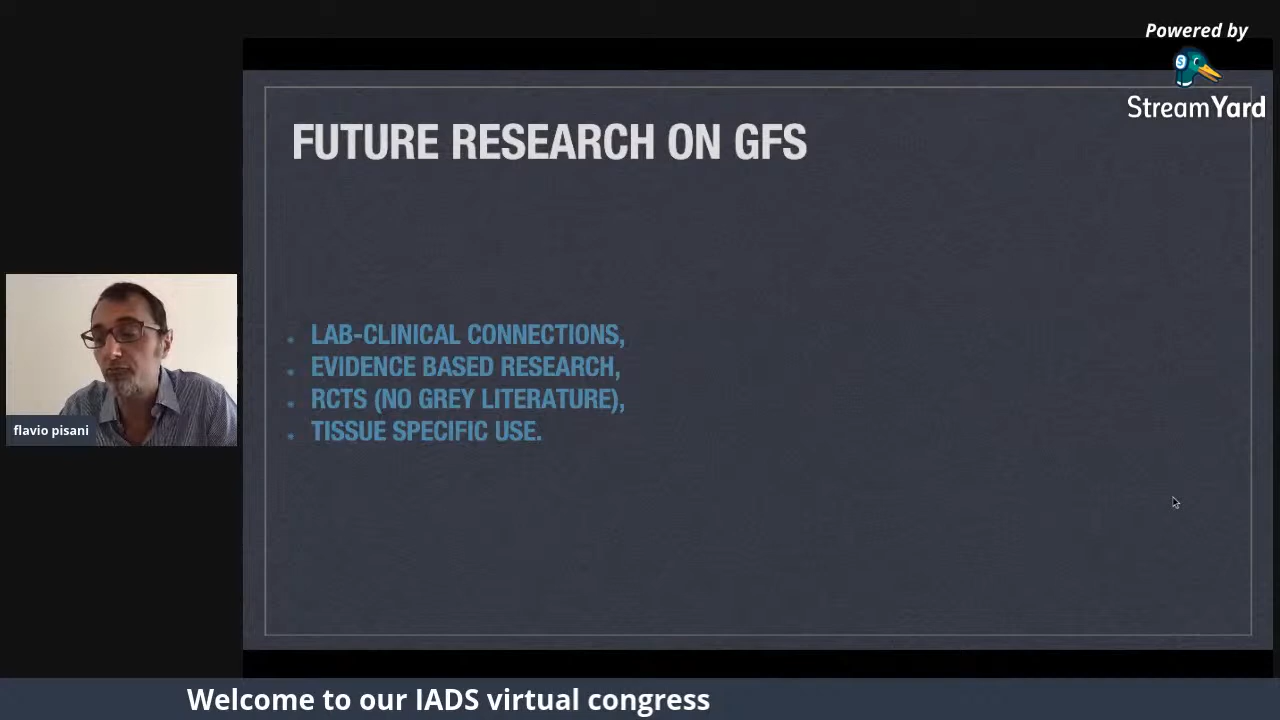 Powered by
StreamYard
FUTURE RESEARCH ON GFS
LAB-CLINICAL CONNECTIONS,
EVIDENCE BASED RESEARCH,
RCTS (NO GREY LITERATURE),
TISSUE SPECIFIC USE.
flavio pisani
Welcome to our IADS virtual congress